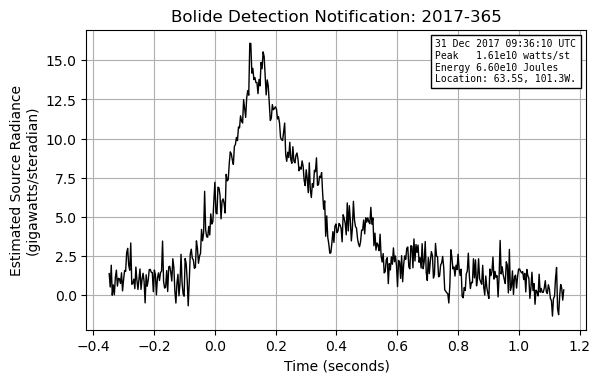 Bolide Detection Notification: 2017-365
31 Dec 2017 09:36:10 UTC
Peak   1.61e10 watts/st
Energy 6.60e10 Joules
Location: 63.5S, 101.3W.
Estimated Source Radiance
(gigawatts/steradian)
15.0
12.5
10.0
7.5
5.0
2.5
0.0
−0.4 −0.2 0.0 0.2 0.4 0.6 0.8 1.0 1.2
Time (seconds)